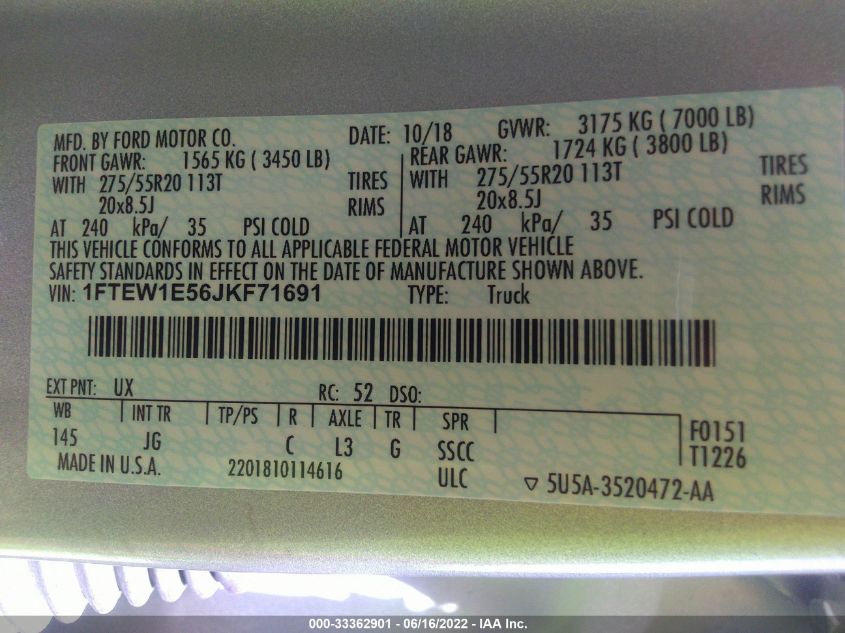 MFD. BY FORD MOTOR CO. DATE: 10/18 GVWR: 3175 KG ( 7000 LB)
FRONT GAWR: 1565 KG ( 3450 LB) REAR GAWR: 1724 KG ( 3800 LB)
WITH 275/55R20 113T TIRES WITH 275/55R20 113T TIRES
20x8.5J RIMS 20x8.5J RIMS
AT 240 kPa/ 35 PSI COLD AT 240 kPa/ 35 PSI COLD
THIS VEHICLE CONFORMS TO ALL APPLICABLE FEDERAL MOTOR VEHICLE
SAFETY STANDARDS IN EFFECT ON THE DATE OF MANUFACTURE SHOWN ABOVE.
VIN: 1FTEW1E56JKF71691 TYPE: Truck
EXT PNT: UX RC: 52 DSO:
WB INT TR TP/PS R AXLE TR SPR
145 JG C L3 G SSCC F0151
ULC T1226
MADE IN U.S.A. 2201810114616 ▽ 5U5A-3520472-AA
000-33362901 - 06/16/2022 - IAA Inc.